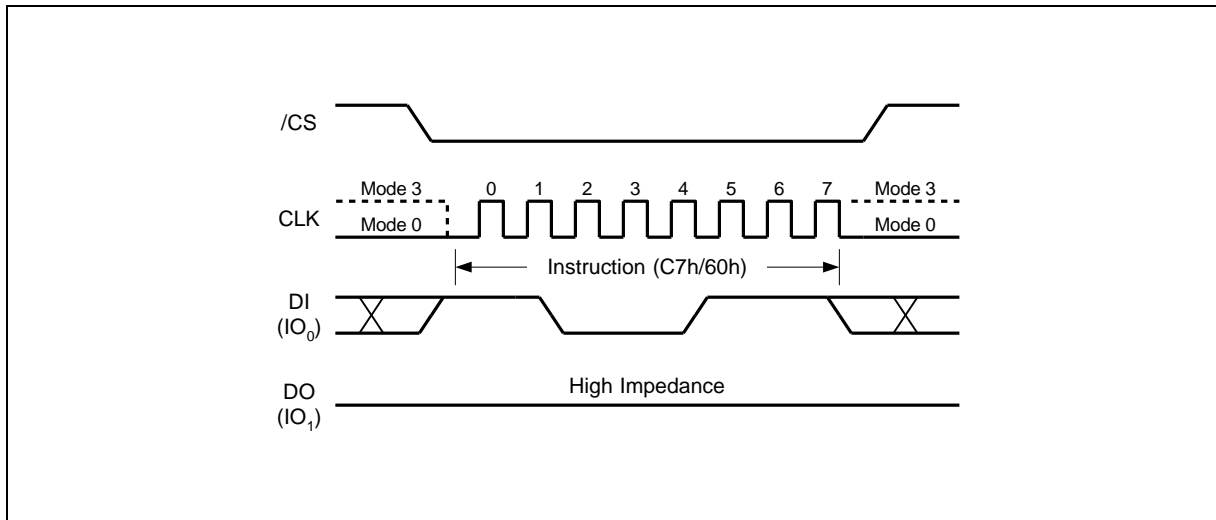 /CS
Mode 3 0 1 2 3 4 5 6 7 Mode 3
CLK
Mode 0 Mode 0
Instruction (C7h/60h)
DI
(IO₀)
High Impedance
DO
(IO₁)